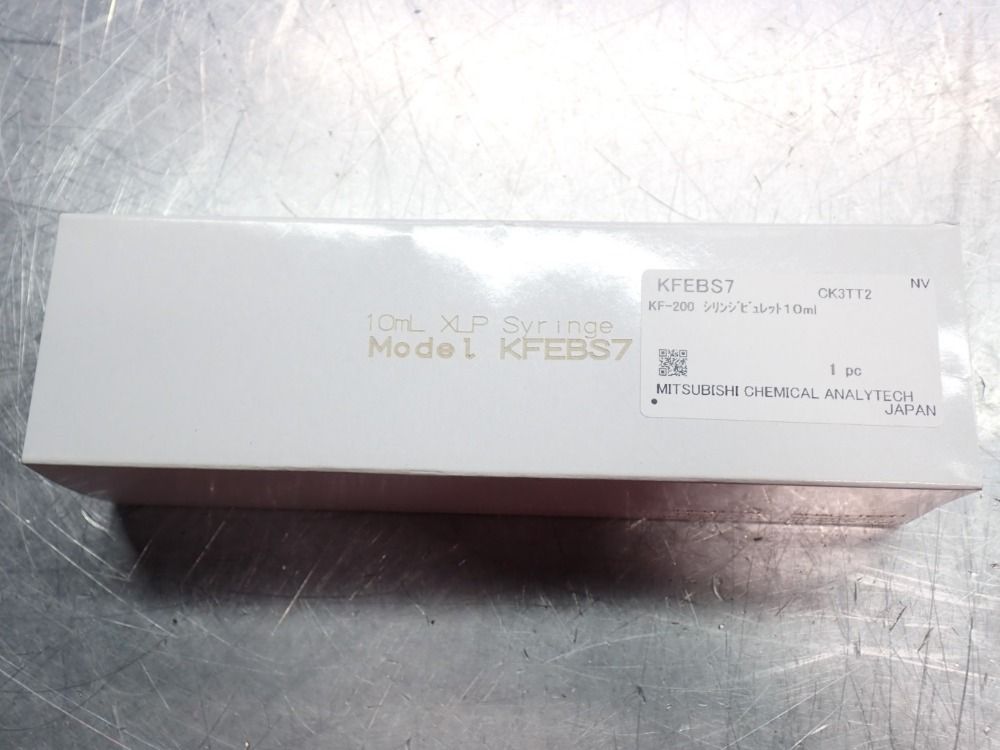 10mL XLP Syringe
Model KFEBS7
KFEBS7
CK3TT2
NV
KF-200 シリンジビュレット10ml
1 pc
MITSUBISHI CHEMICAL ANALYTECH
JAPAN